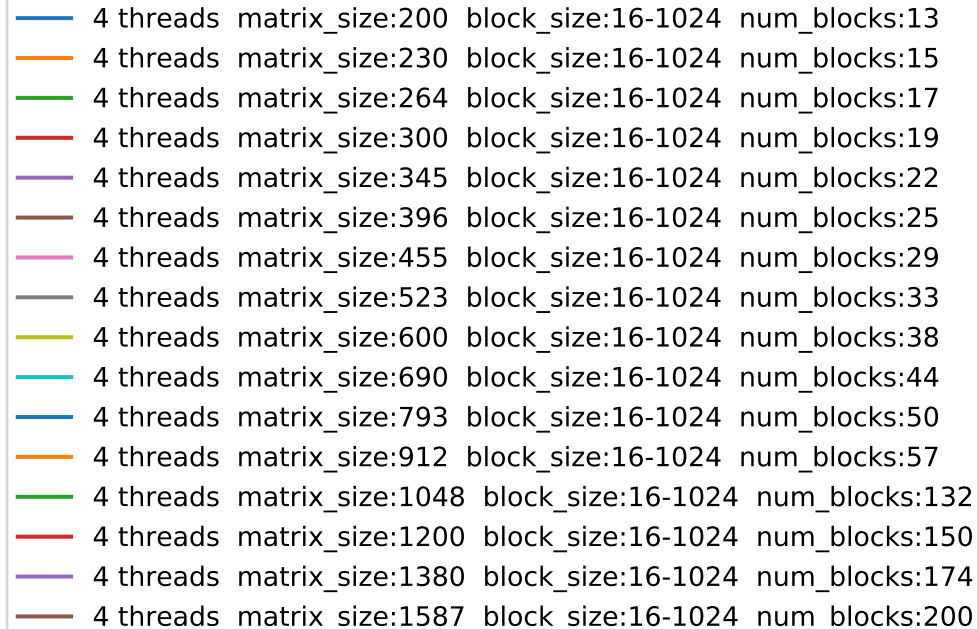 4 threads  matrix_size:200  block_size:16-1024  num_blocks:13
4 threads  matrix_size:230  block_size:16-1024  num_blocks:15
4 threads  matrix_size:264  block_size:16-1024  num_blocks:17
4 threads  matrix_size:300  block_size:16-1024  num_blocks:19
4 threads  matrix_size:345  block_size:16-1024  num_blocks:22
4 threads  matrix_size:396  block_size:16-1024  num_blocks:25
4 threads  matrix_size:455  block_size:16-1024  num_blocks:29
4 threads  matrix_size:523  block_size:16-1024  num_blocks:33
4 threads  matrix_size:600  block_size:16-1024  num_blocks:38
4 threads  matrix_size:690  block_size:16-1024  num_blocks:44
4 threads  matrix_size:793  block_size:16-1024  num_blocks:50
4 threads  matrix_size:912  block_size:16-1024  num_blocks:57
4 threads  matrix_size:1048  block_size:16-1024  num_blocks:132
4 threads  matrix_size:1200  block_size:16-1024  num_blocks:150
4 threads  matrix_size:1380  block_size:16-1024  num_blocks:174
4 threads  matrix_size:1587  block_size:16-1024  num_blocks:200